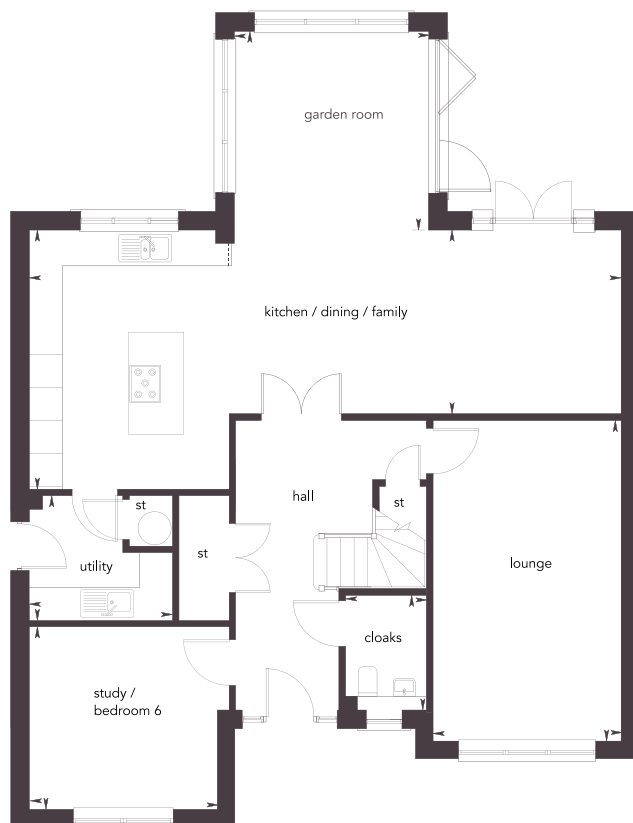 garden room
kitchen / dining / family
hall
st
st
st
utility
lounge
cloaks
study /
bedroom 6